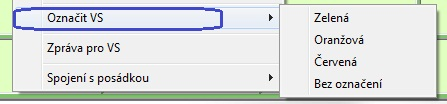 Označit VS
Zpráva pro VS
Spojení s posádkou
Zelená
Oranžová
Červená
Bez označení